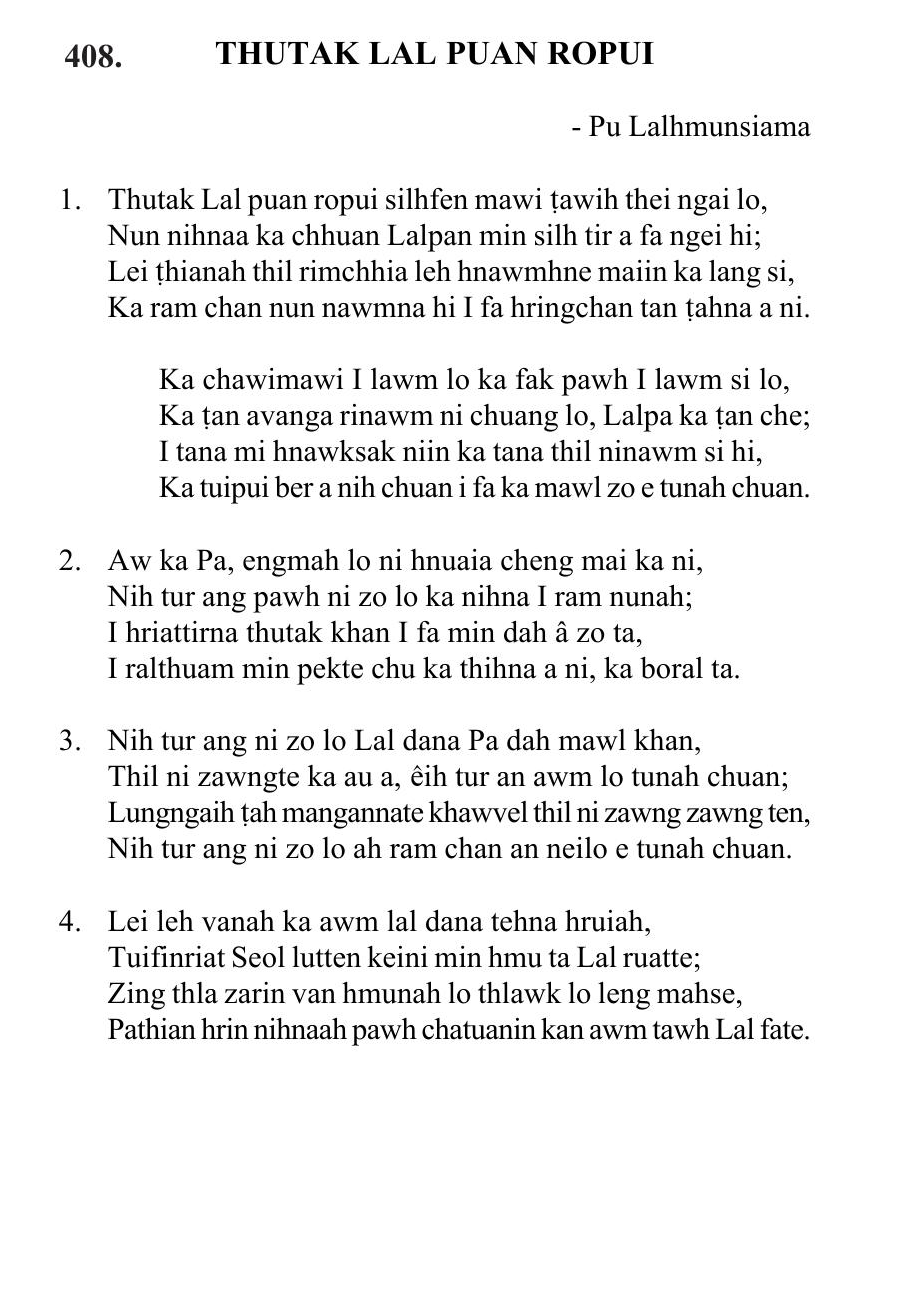 408. THUTAK LAL PUAN ROPUI
- Pu Lalhmunsiama
1. Thutak Lal puan ropui silhfen mawi ṭawih thei ngai lo,
Nun nihnaa ka chhuan Lalpan min silh tir a fa ngei hi;
Lei ṭhianah thil rimchhia leh hnawmhne maiin ka lang si,
Ka ram chan nun nawmna hi I fa hringchan tan ṭahna a ni.
Ka chawimawi I lawm lo ka fak pawh I lawm si lo,
Ka ṭan avanga rinawm ni chuang lo, Lalpa ka ṭan che;
I tana mi hnawksak niin ka tana thil ninawm si hi,
Ka tuipui ber a nih chuan i fa ka mawl zo e tunah chuan.
2. Aw ka Pa, engmah lo ni hnuaia cheng mai ka ni,
Nih tur ang pawh ni zo lo ka nihna I ram nunah;
I hriattirna thutak khan I fa min dah â zo ta,
I ralthuam min pekte chu ka thihna a ni, ka boral ta.
3. Nih tur ang ni zo lo Lal dana Pa dah mawl khan,
Thil ni zawngte ka au a, êih tur an awm lo tunah chuan;
Lungngaih ṭah mangannate khawvel thil ni zawng zawng ten,
Nih tur ang ni zo lo ah ram chan an neilo e tunah chuan.
4. Lei leh vanah ka awm lal dana tehna hruiah,
Tuifinriat Seol lutten keini min hmu ta Lal ruatte;
Zing thla zarin van hmunah lo thlawk lo leng mahse,
Pathian hrin nihnaah pawh chatuanin kan awm tawh Lal fate.